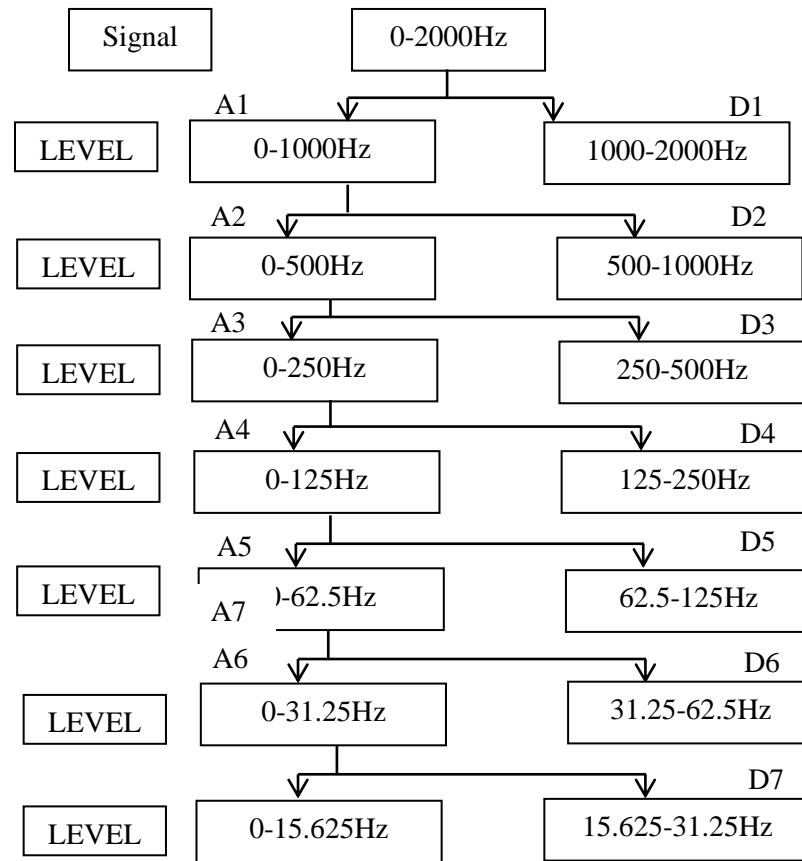 Signal 0-2000Hz
A1 D1
LEVEL 0-1000Hz 1000-2000Hz
A2 D2
LEVEL 0-500Hz 500-1000Hz
A3 D3
LEVEL 0-250Hz 250-500Hz
A4 D4
LEVEL 0-125Hz 125-250Hz
A5 D5
LEVEL -62.5Hz 62.5-125Hz
A7
A6 D6
LEVEL 0-31.25Hz 31.25-62.5Hz
D7
LEVEL 0-15.625Hz 15.625-31.25Hz